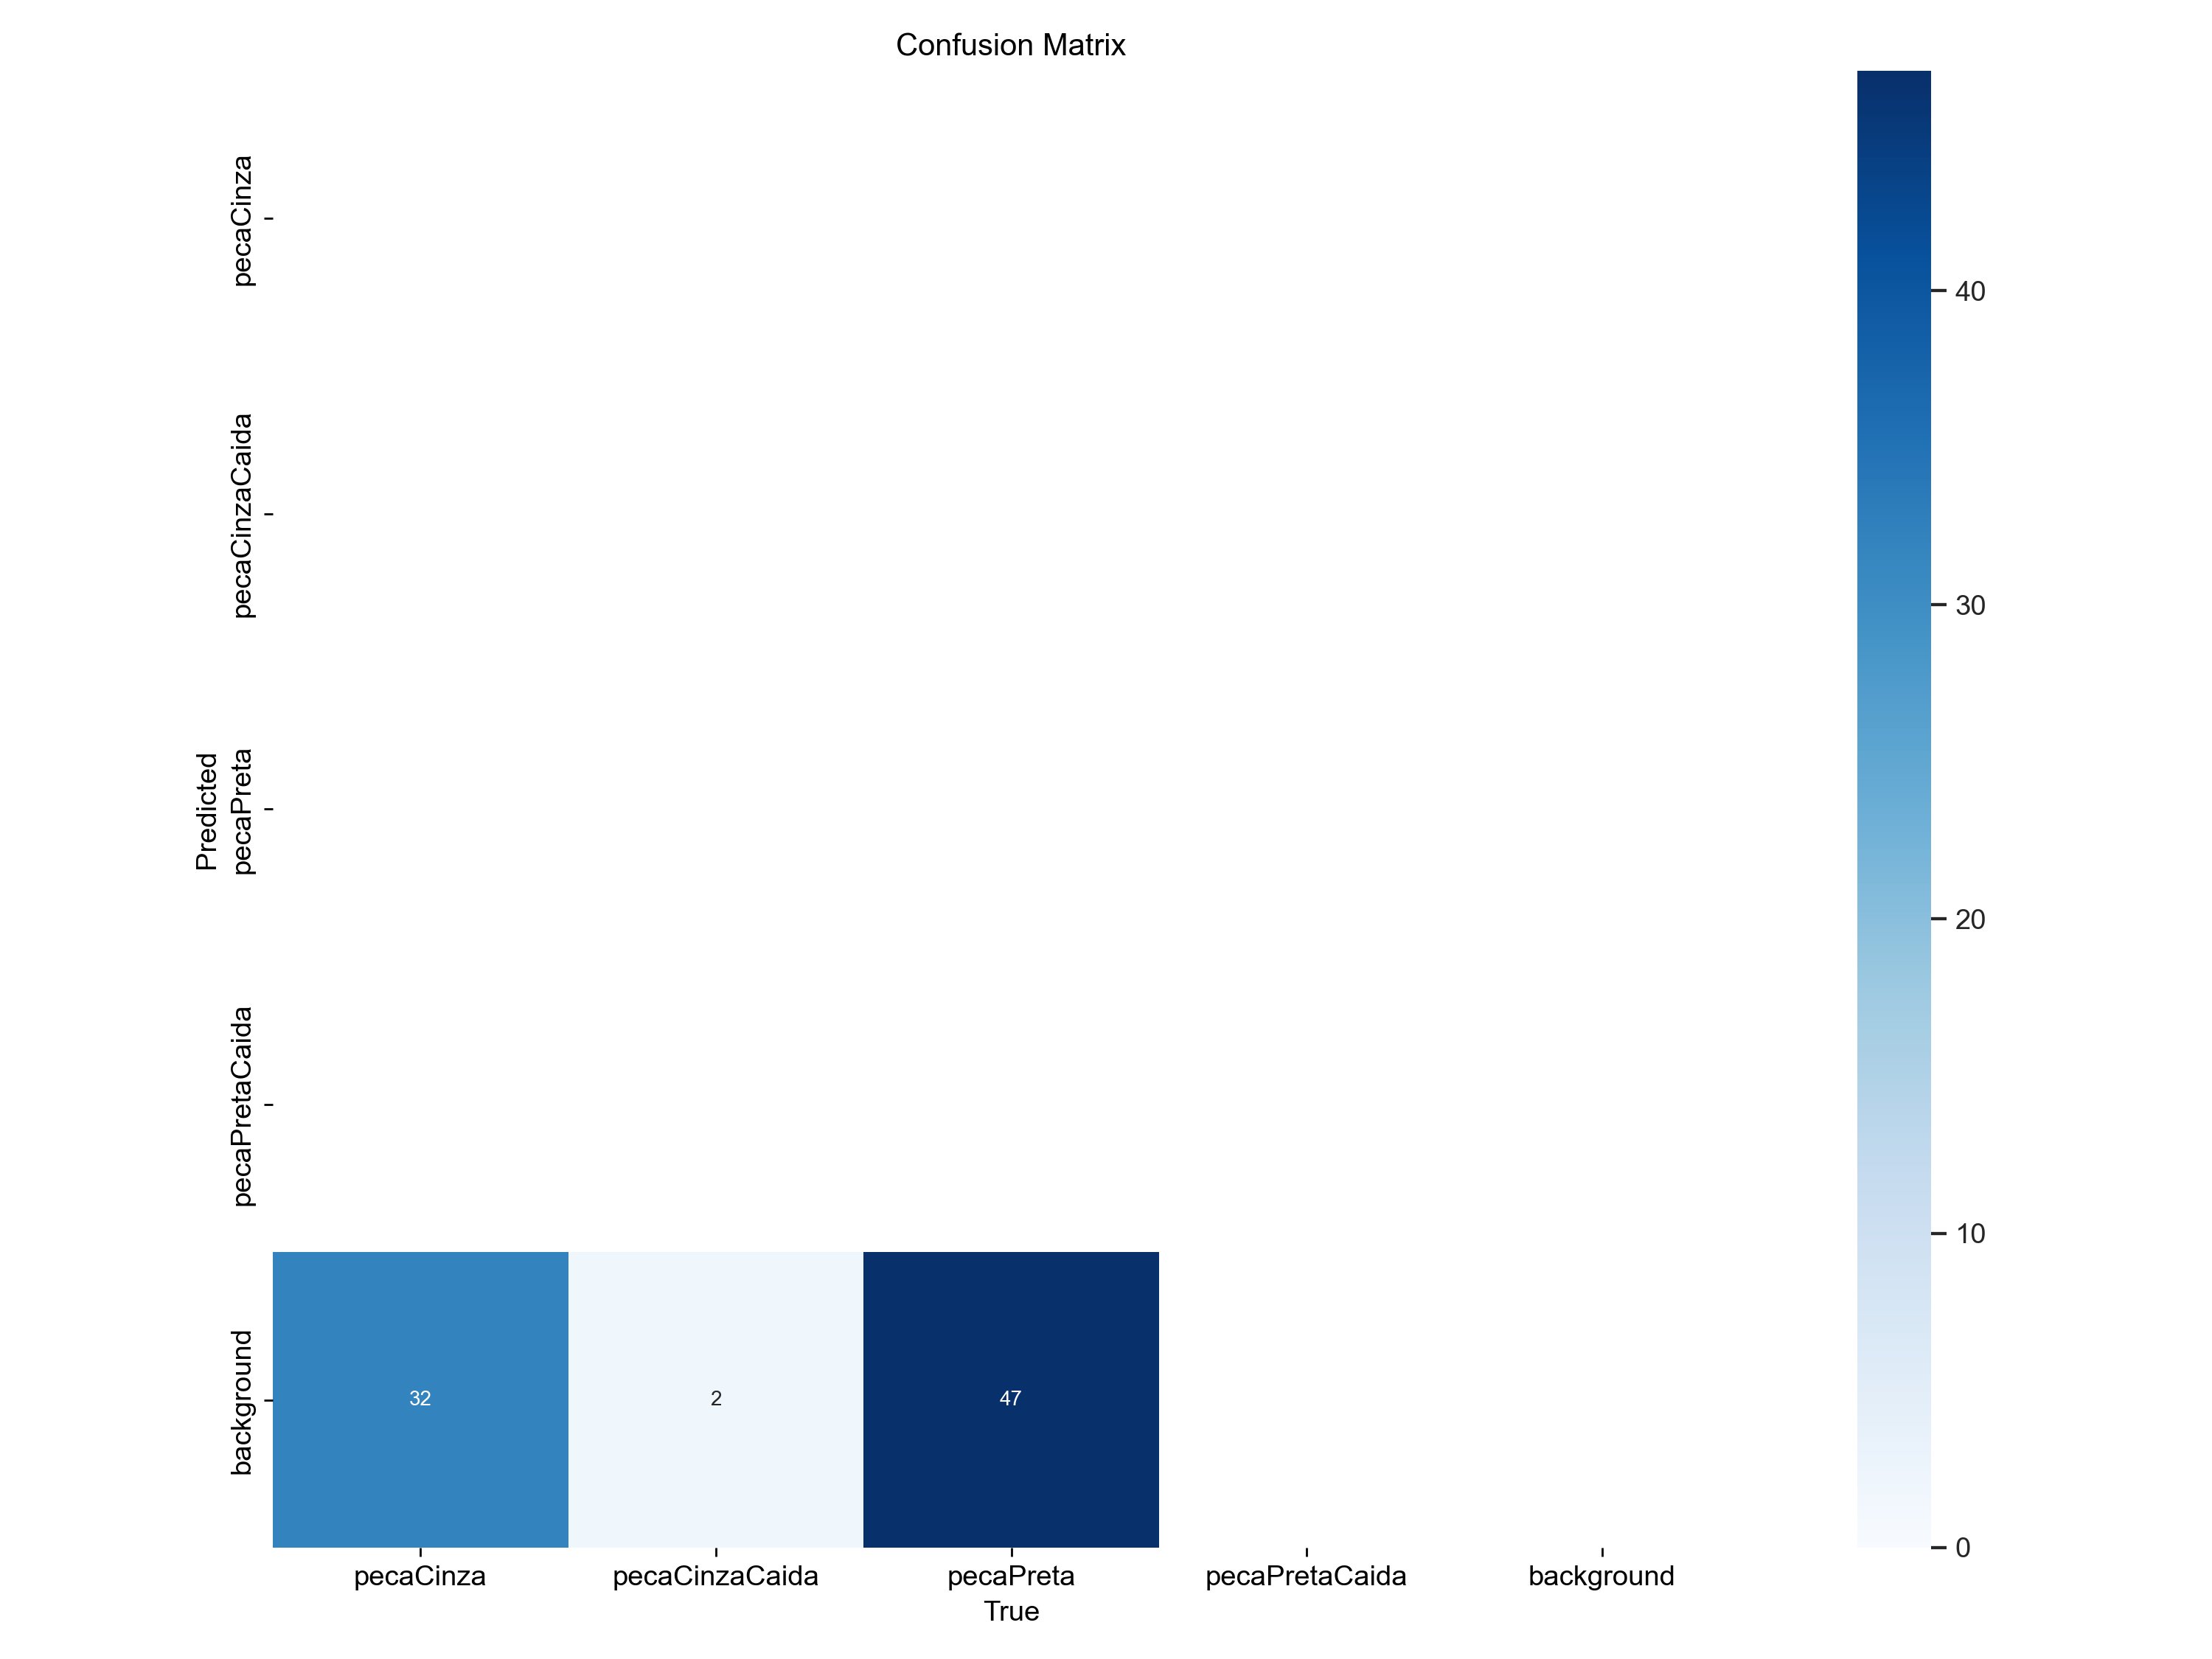 Confusion Matrix
Predicted
pecaCinza
pecaCinzaCaida
pecaPreta
pecaPretaCaida
background
32
2
47
pecaCinza
pecaCinzaCaida
pecaPreta
pecaPretaCaida
background
True
40
30
20
10
0